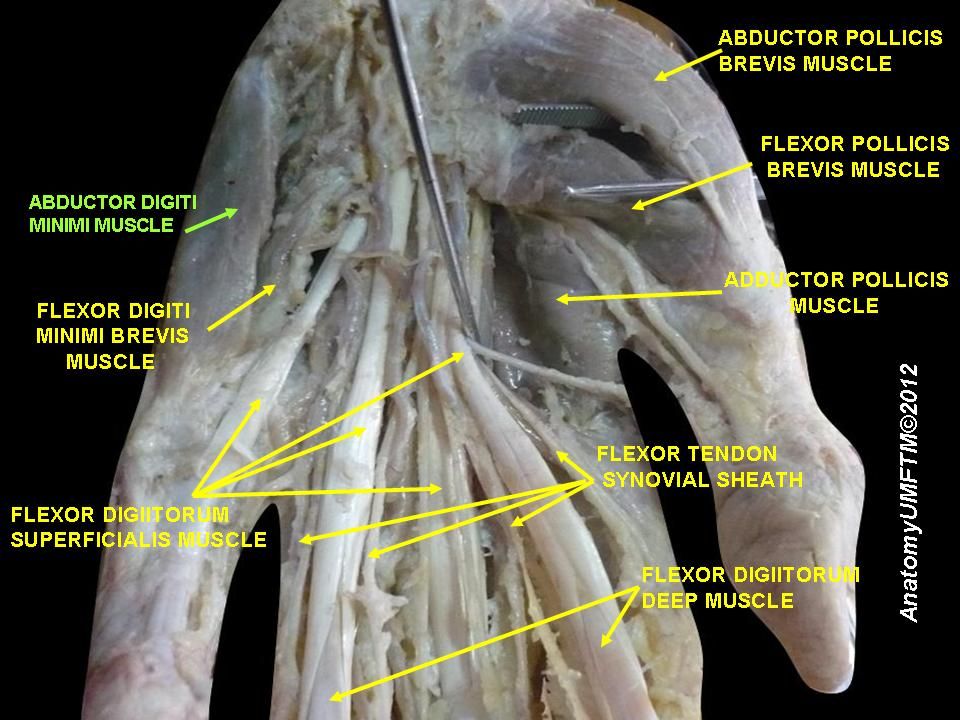 ABDUCTOR POLLICIS
BREVIS MUSCLE
FLEXOR POLLICIS
BREVIS MUSCLE
ABDUCTOR DIGITI
MINIMI MUSCLE
ADDUCTOR POLLICIS
MUSCLE
FLEXOR DIGITI
MINIMI BREVIS
MUSCLE
FLEXOR TENDON
SYNOVIAL SHEATH
FLEXOR DIGIITORUM
SUPERFICIALIS MUSCLE
FLEXOR DIGIITORUM
DEEP MUSCLE
AnatomyUMFTM©2012